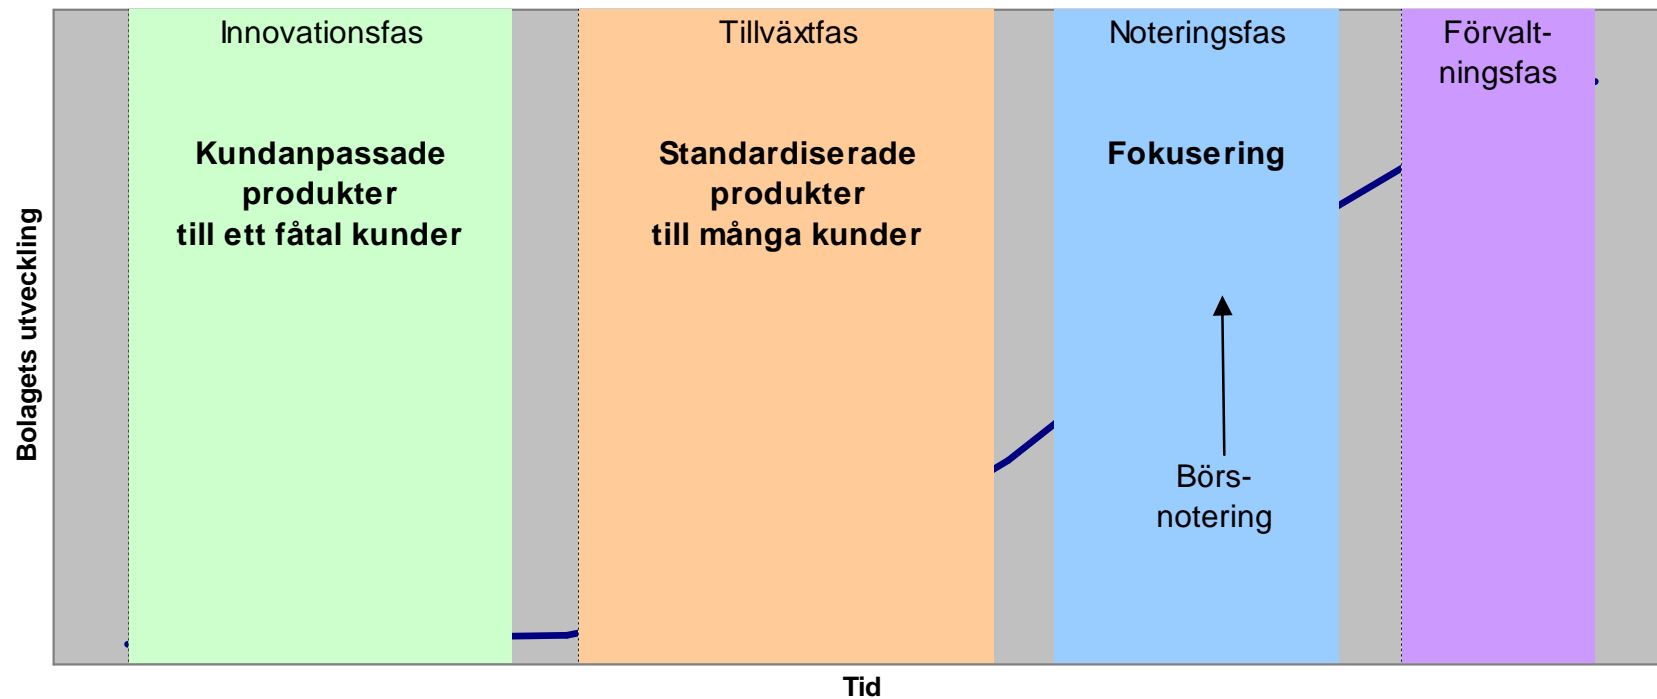 Innovationsfas
Tillväxtfas
Noteringsfas
Förvalt-
ningsfas
Kundanpassade
produkter
till ett fåtal kunder
Standardiserade
produkter
till många kunder
Fokusering
Börs-
notering
Bolagets utveckling
Tid